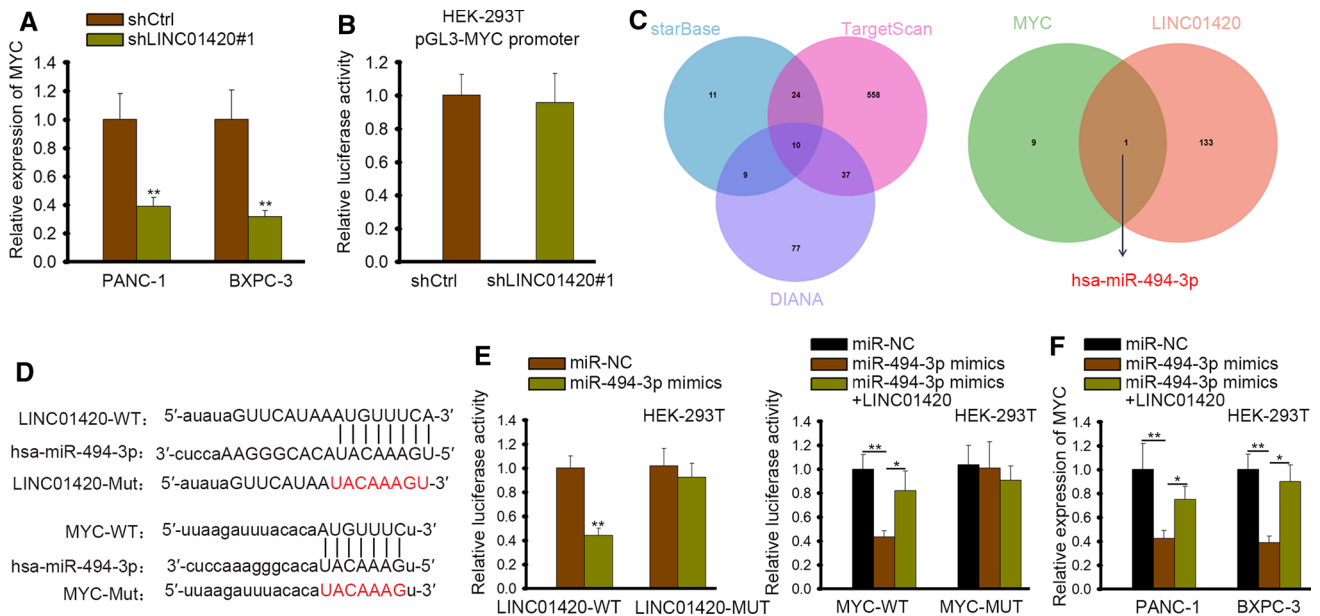 A
shCtrl
shLINC01420#1
Relative expression of MYC
1.4
1.2
1.0
0.8
0.6
0.4
0.2
0.0
**
**
PANC-1
BXPC-3
B
HEK-293T
pGL3-MYC promoter
Relative luciferase activity
1.2
1.0
0.8
0.6
0.4
0.2
0.0
shCtrl
shLINC01420#1
C
starBase
TargetScan
11
24
558
10
9
37
77
DIANA
MYC
LINC01420
9
1
133
hsa-miR-494-3p
D
LINC01420-WT: 5′-auauaGUUCAUAAAUGUUUCA-3′
hsa-miR-494-3p: 3′-cuccaAAGGGCACAUACAAAGU-5′
LINC01420-Mut: 5′-auauaGUUCAUAAUACAAAGU-3′
MYC-WT: 5′-uuaagauuuacacaAUGUUUCu-3′
hsa-miR-494-3p: 3′-cuccaaagggcacaUACAAAGu-5′
MYC-Mut: 5′-uuaagauuuacacaUACAAAGu-3′
E
miR-NC
miR-494-3p mimics
Relative luciferase activity
HEK-293T
1.4
1.2
1.0
0.8
0.6
0.4
0.2
0.0
**
LINC01420-WT
LINC01420-MUT
miR-NC
miR-494-3p mimics
miR-494-3p mimics
+LINC01420
Relative luciferase activity
HEK-293T
1.4
1.2
1.0
0.8
0.6
0.4
0.2
0.0
**
*
MYC-WT
MYC-MUT
F
miR-NC
miR-494-3p mimics
miR-494-3p mimics
+LINC01420
Relative expression of MYC
HEK-293T
1.4
1.2
1.0
0.8
0.6
0.4
0.2
0.0
**
*
**
*
PANC-1
BXPC-3